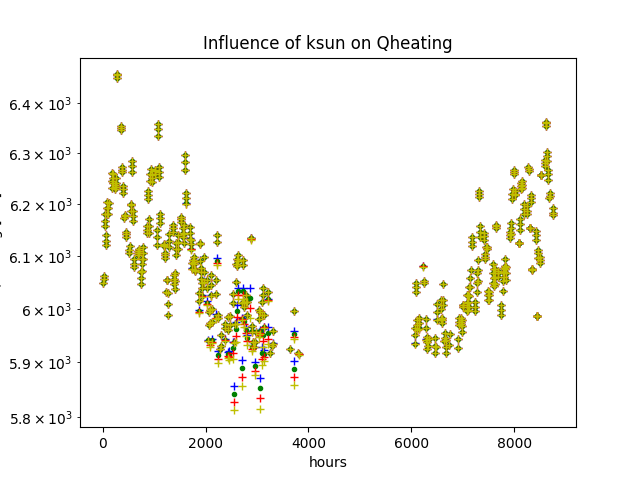 Influence of ksun on Qheating
6.4 × 10³
6.3 × 10³
6.2 × 10³
6.1 × 10³
6 × 10³
5.9 × 10³
5.8 × 10³
0 2000 4000 6000 8000
hours